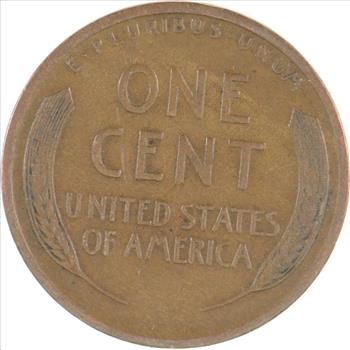 E·PLURIBUS·UNUM
ONE
CENT
UNITED STATES
OF AMERICA